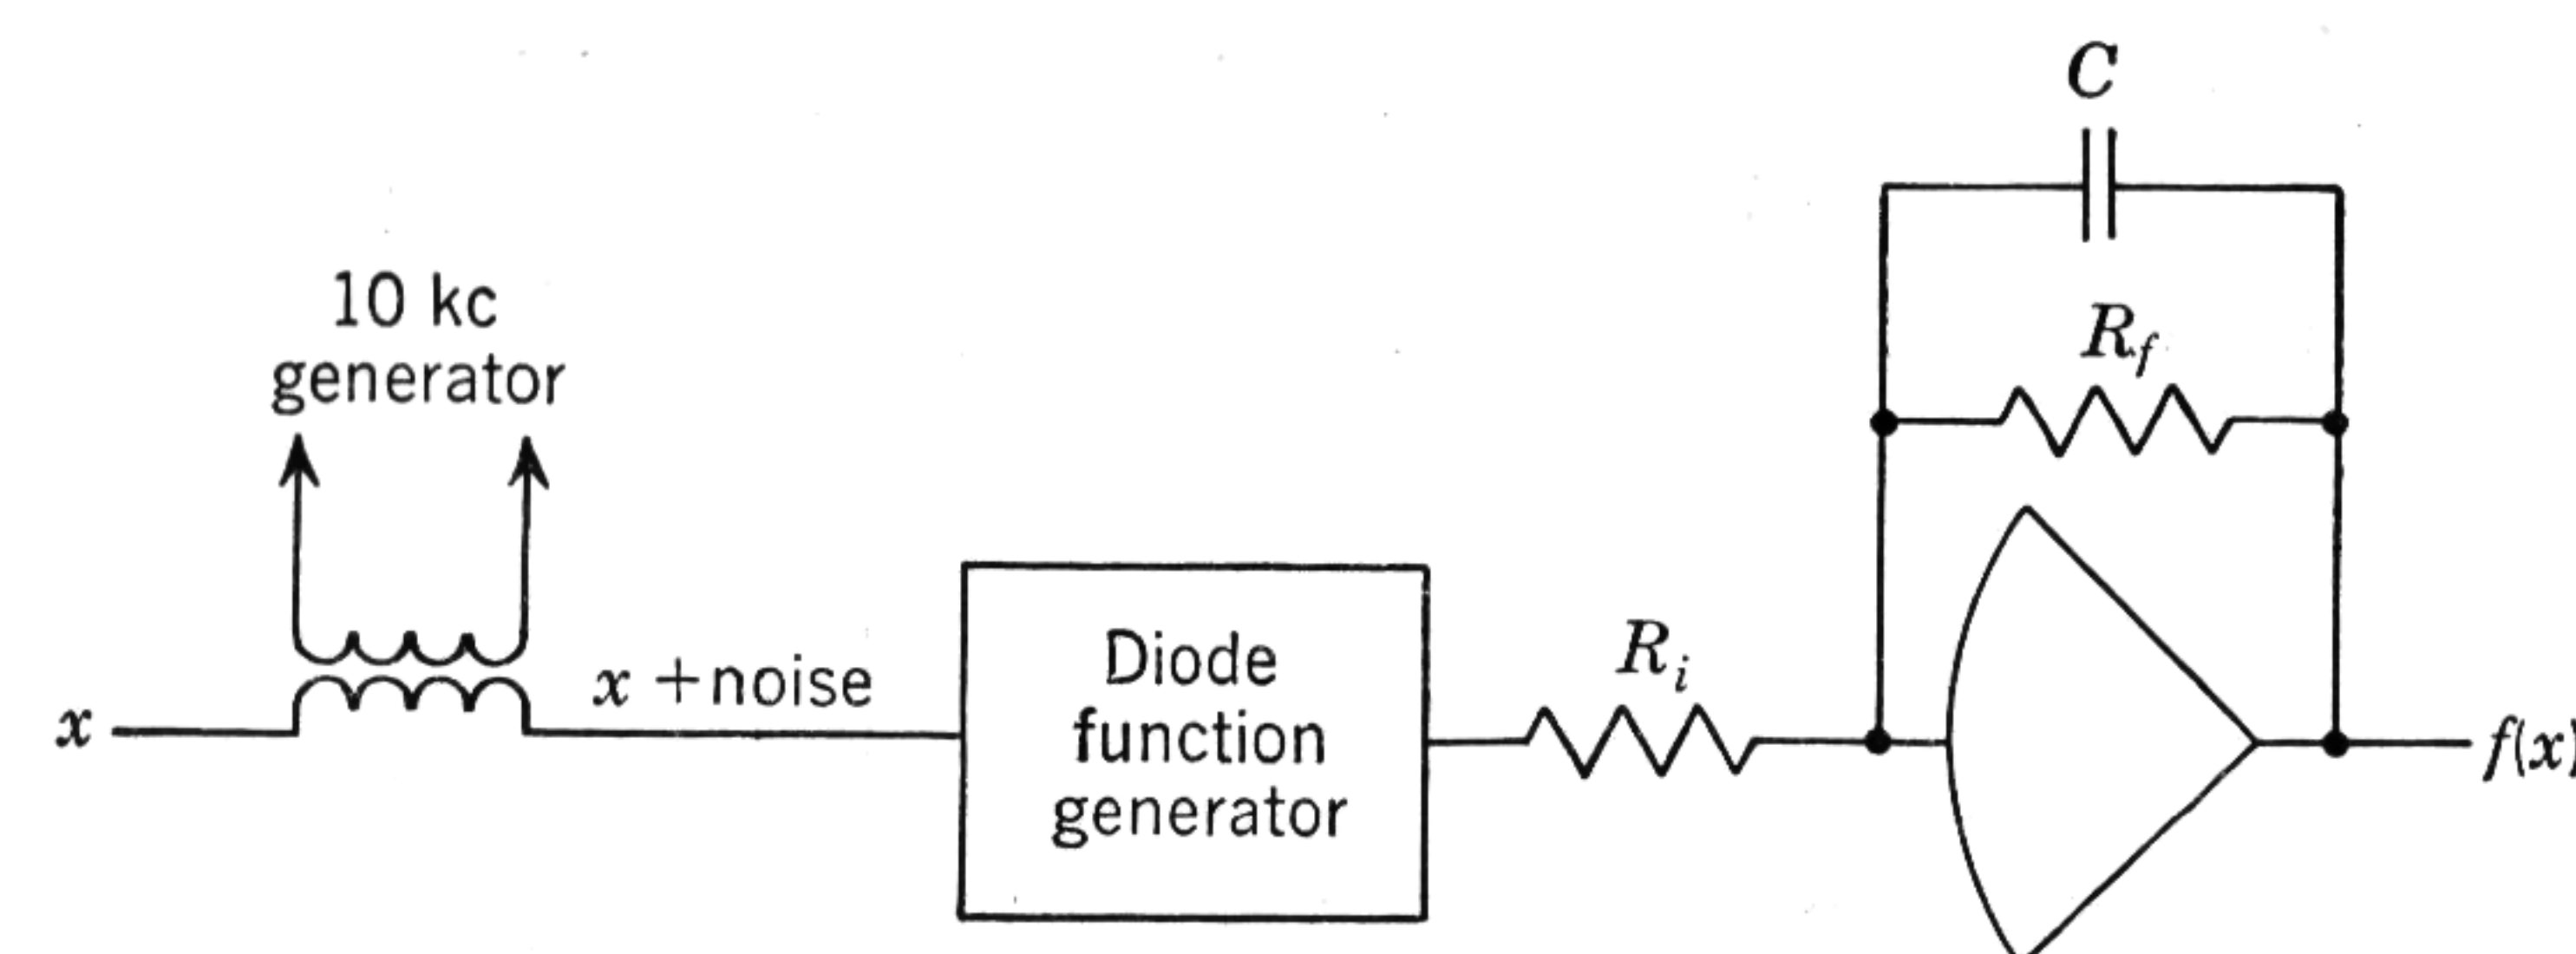 C
10 kc
generator
R_f
x
x + noise
Diode
function
generator
R_i
f(x)